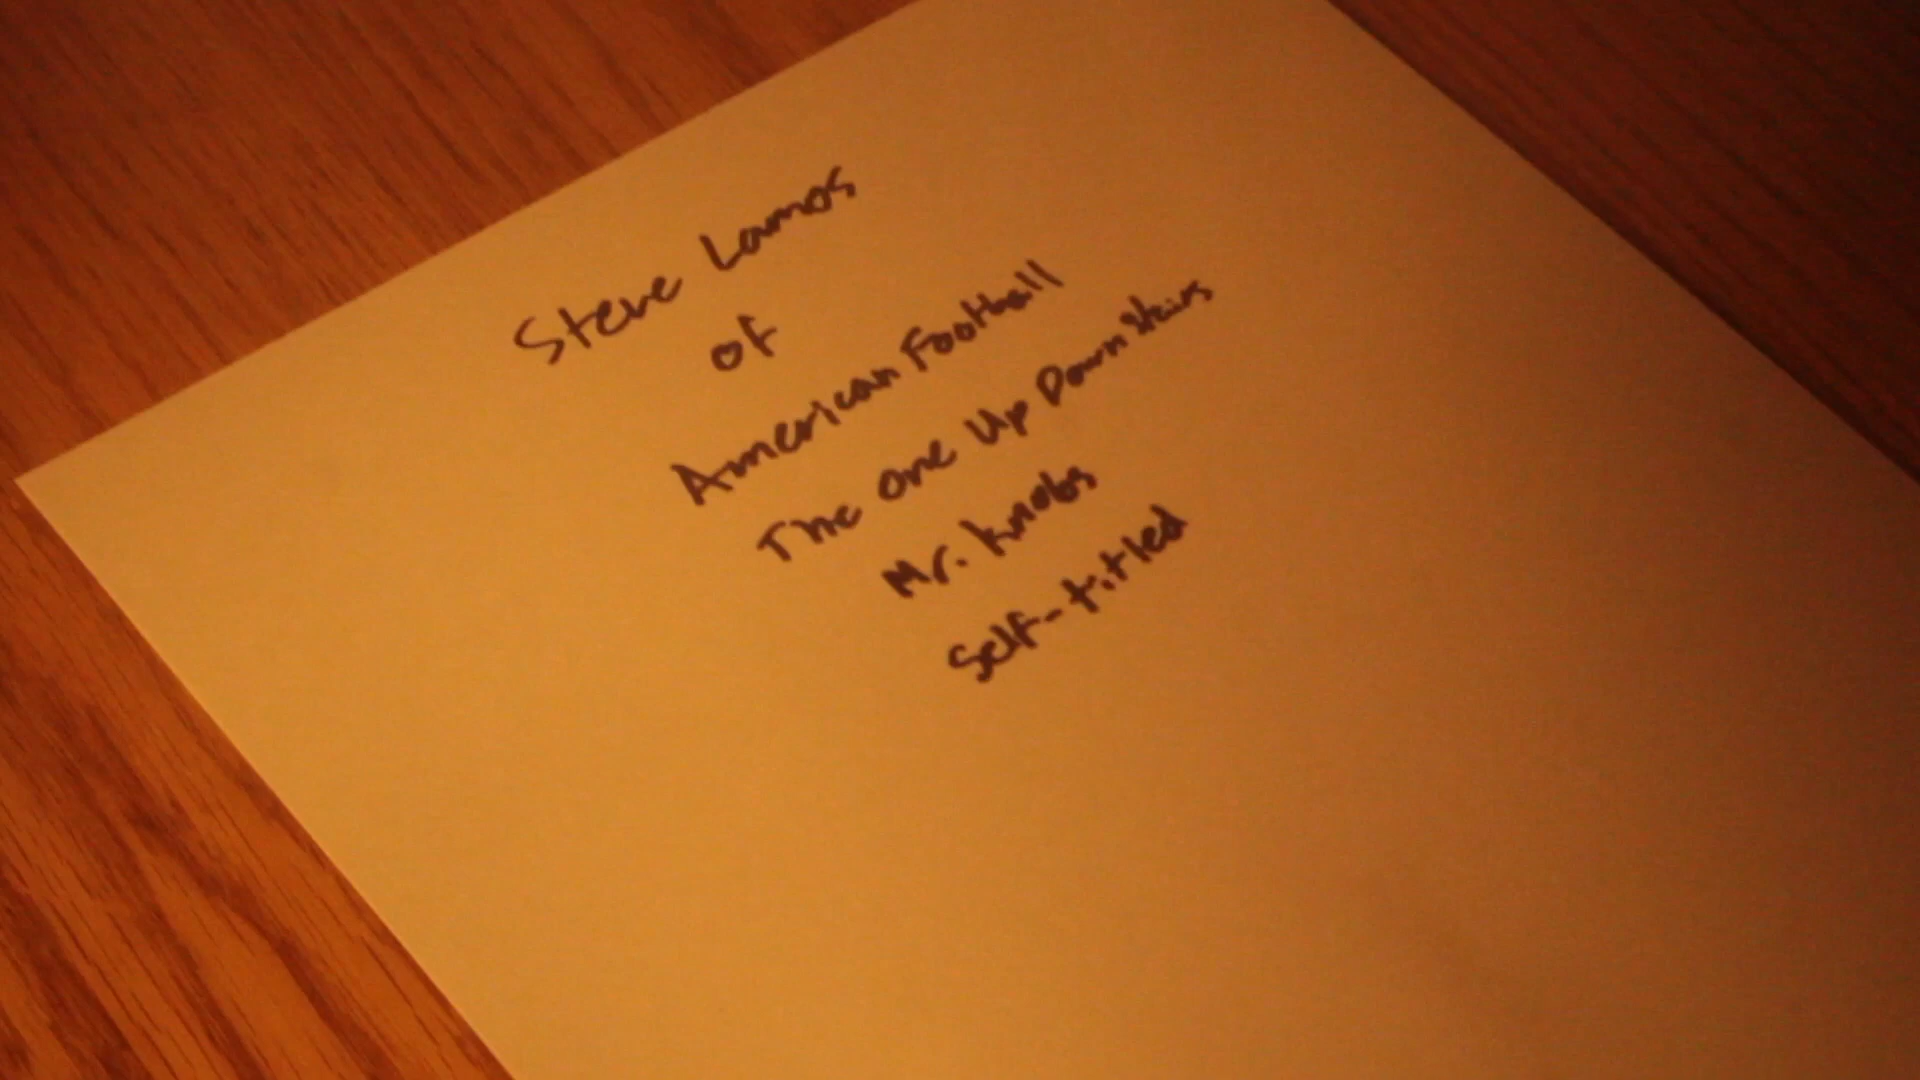 Steve Lamos
of
American Football
The One Up Downstairs
Mr. Knobs
Self-titled